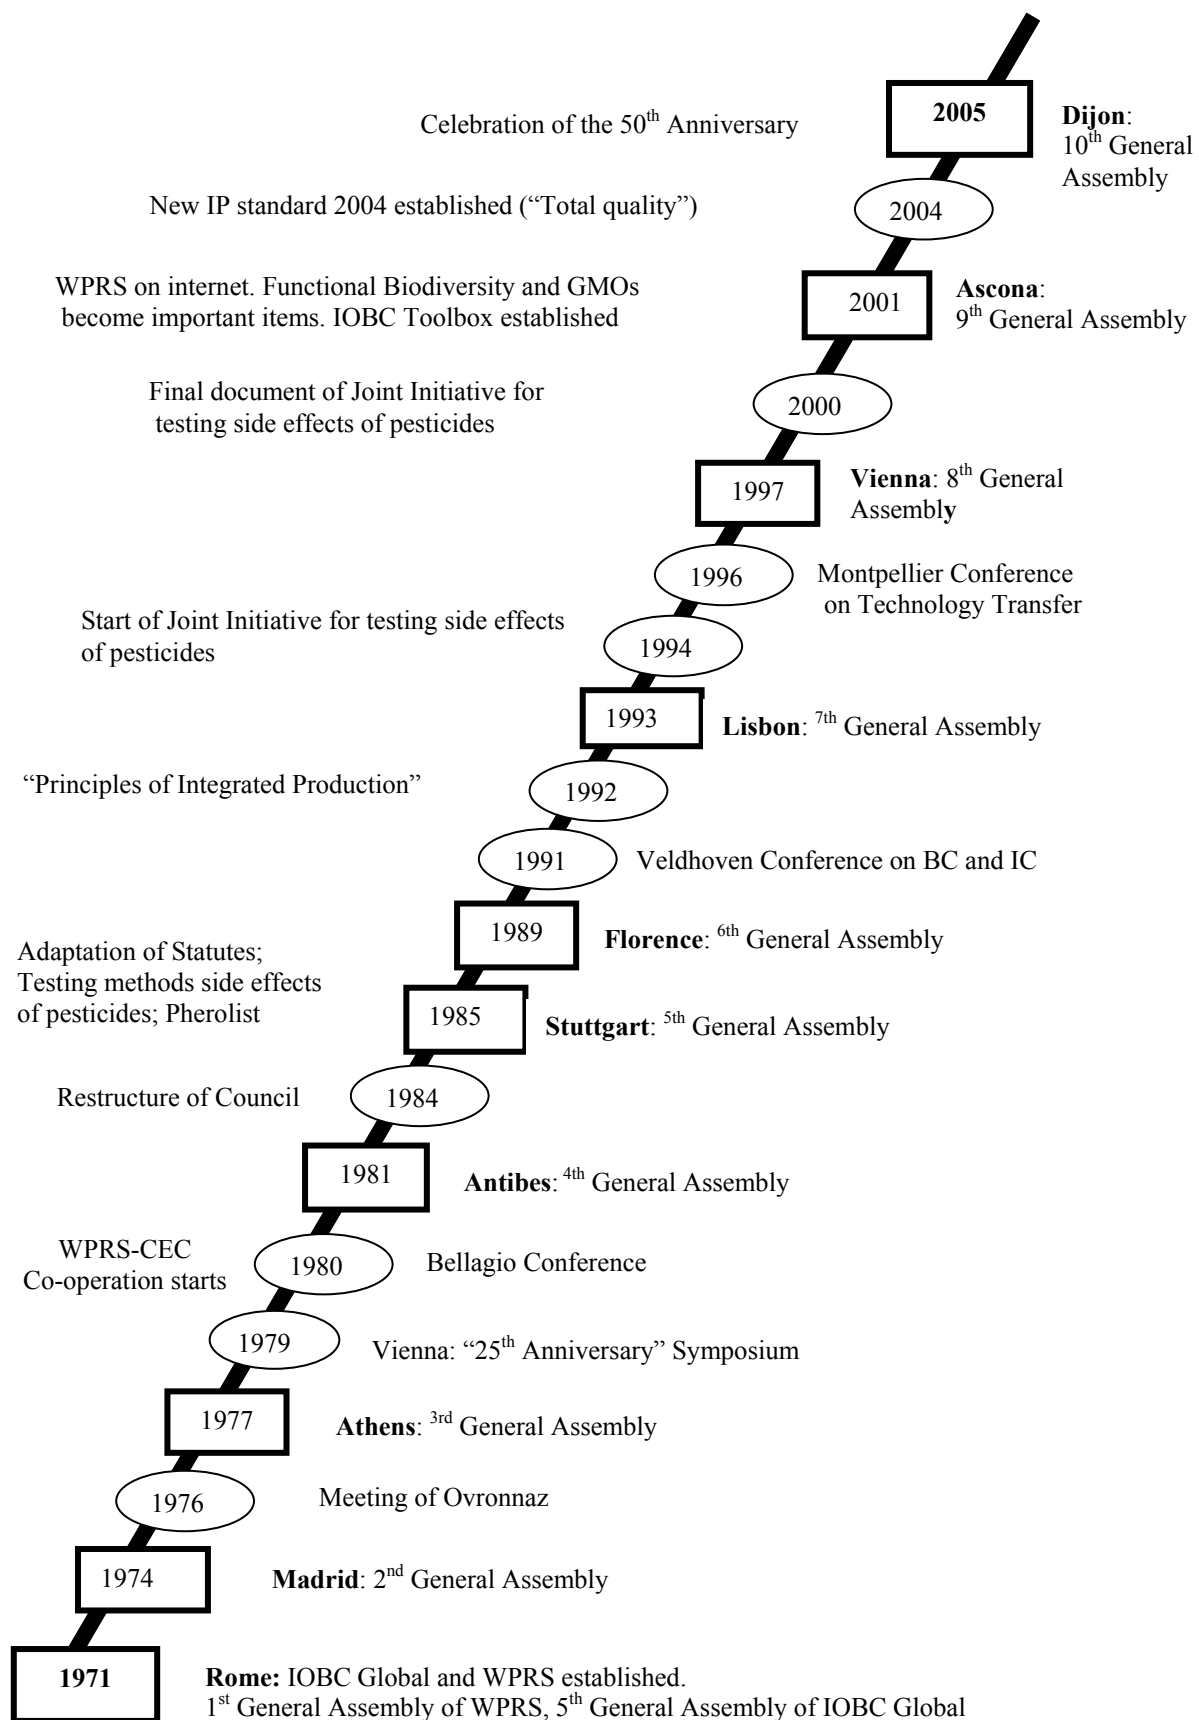 2005
Celebration of the 50th Anniversary
Dijon:
10th General
Assembly
New IP standard 2004 established (“Total quality”)
2004
WPRS on internet. Functional Biodiversity and GMOs
become important items. IOBC Toolbox established
2001
Ascona:
9th General Assembly
Final document of Joint Initiative for
testing side effects of pesticides
2000
1997
Vienna: 8th General
Assembly
1996
Montpellier Conference
on Technology Transfer
Start of Joint Initiative for testing side effects
of pesticides
1994
1993
Lisbon: 7th General Assembly
“Principles of Integrated Production”
1992
1991
Veldhoven Conference on BC and IC
1989
Florence: 6th General Assembly
Adaptation of Statutes;
Testing methods side effects
of pesticides; Pherolist
1985
Stuttgart: 5th General Assembly
Restructure of Council
1984
1981
Antibes: 4th General Assembly
WPRS-CEC
Co-operation starts
1980
Bellagio Conference
1979
Vienna: “25th Anniversary” Symposium
1977
Athens: 3rd General Assembly
1976
Meeting of Ovronnaz
1974
Madrid: 2nd General Assembly
1971
Rome: IOBC Global and WPRS established.
1st General Assembly of WPRS, 5th General Assembly of IOBC Global